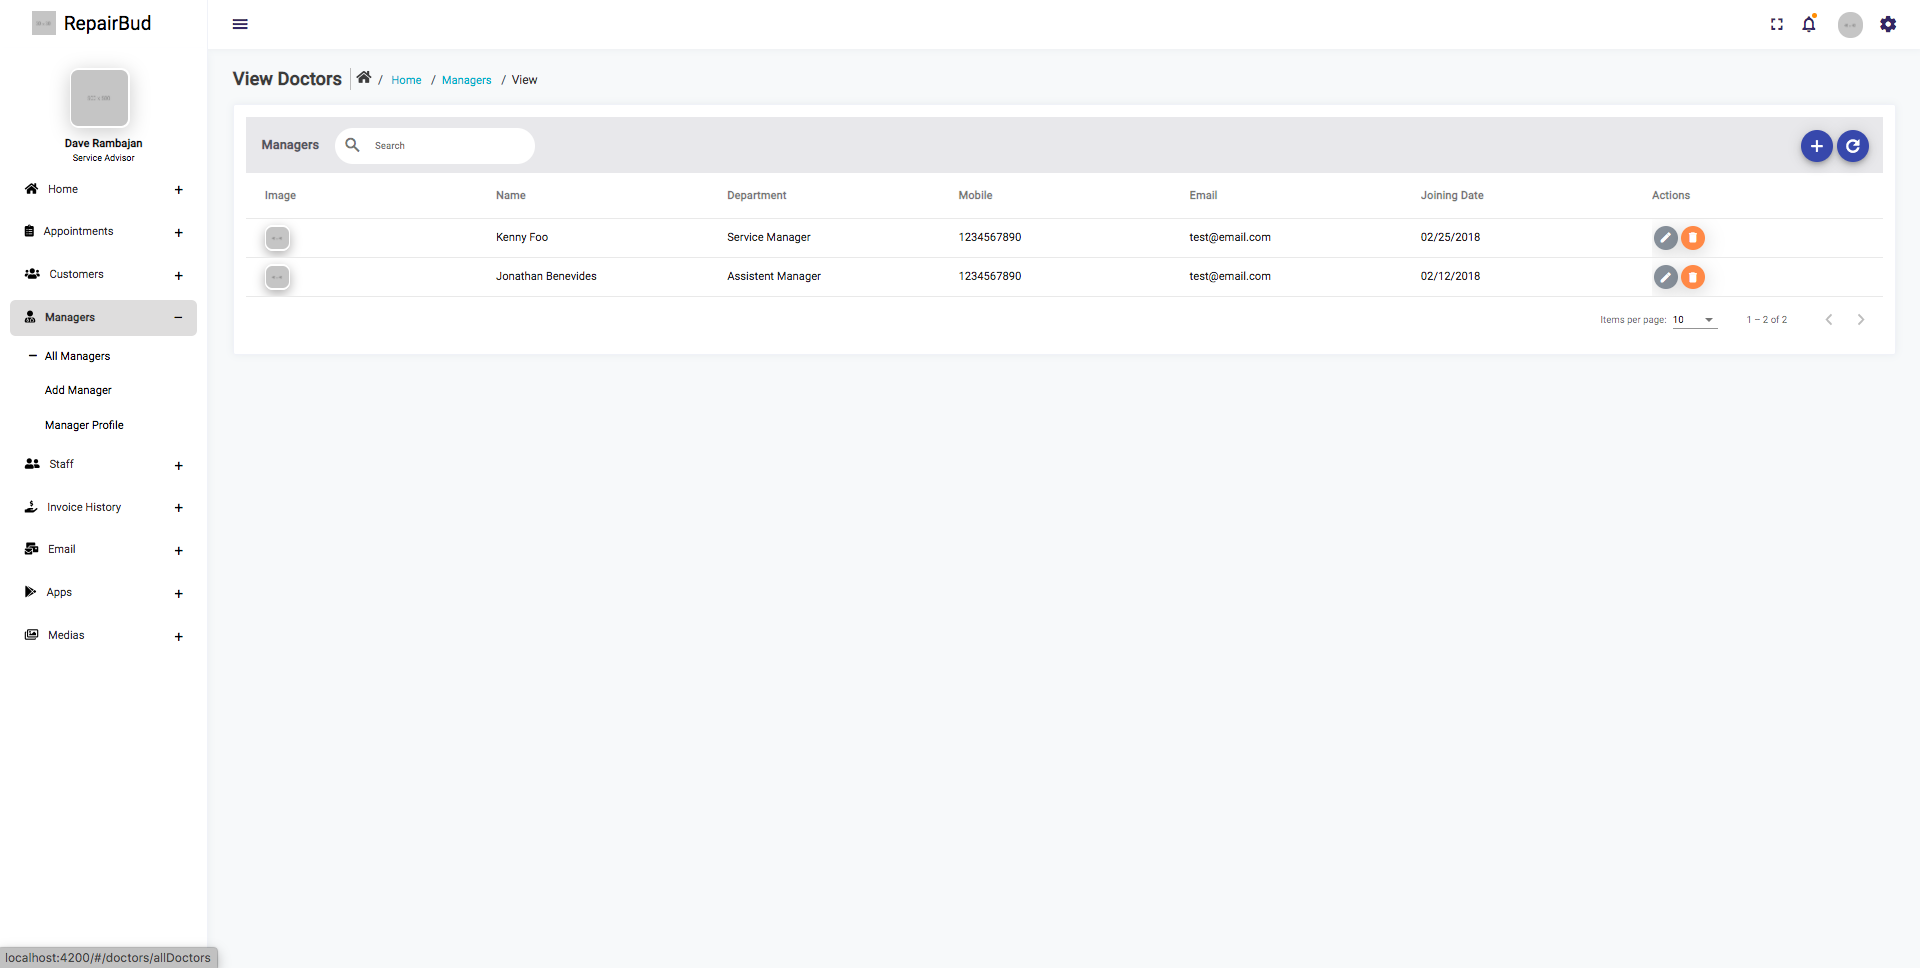 RepairBud
Dave Rambajan
Service Advisor
Home +
Appointments +
Customers +
Managers −
− All Managers
Add Manager
Manager Profile
Staff +
Invoice History +
Email +
Apps +
Medias +
View Doctors / Home / Managers / View
Managers Search
Image Name Department Mobile Email Joining Date Actions
Kenny Foo Service Manager 1234567890 test@email.com 02/25/2018
Jonathan Benevides Assistent Manager 1234567890 test@email.com 02/12/2018
Items per page: 10 1 – 2 of 2
localhost:4200/#/doctors/allDoctors